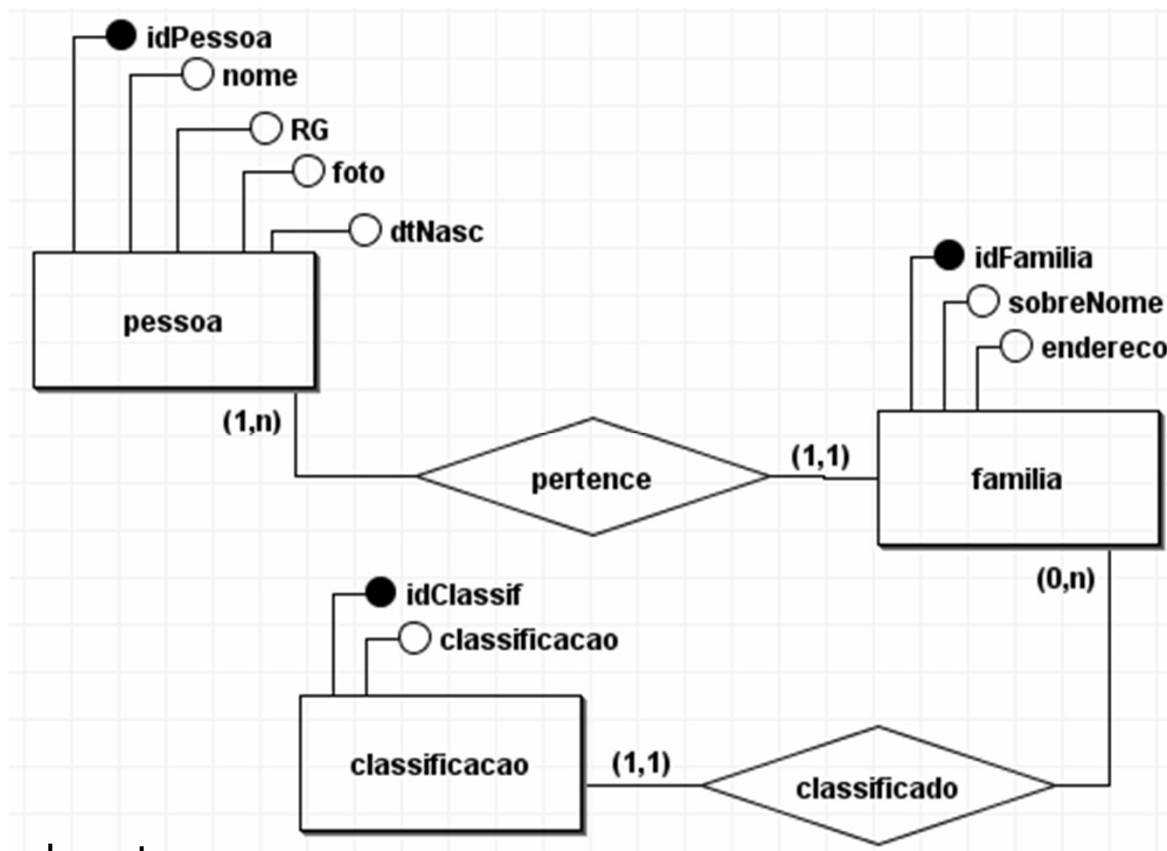 idPessoa
nome
RG
foto
dtNasc
pessoa
(1,n)
pertence
(1,1)
idFamilia
sobreNome
endereco
familia
(0,n)
idClassif
classificacao
classificacao
(1,1)
classificado